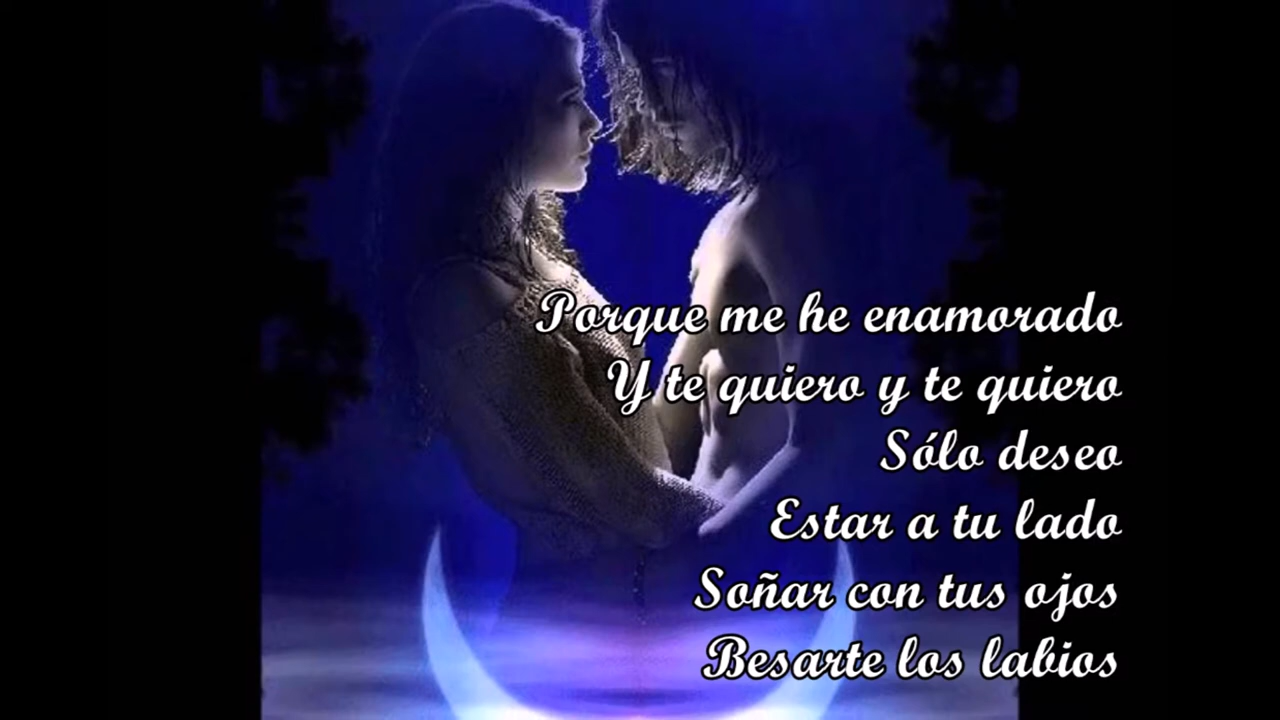 Porque me he enamorado
Y te quiero y te quiero
Sólo deseo
Estar a tu lado
Soñar con tus ojos
Besarte los labios